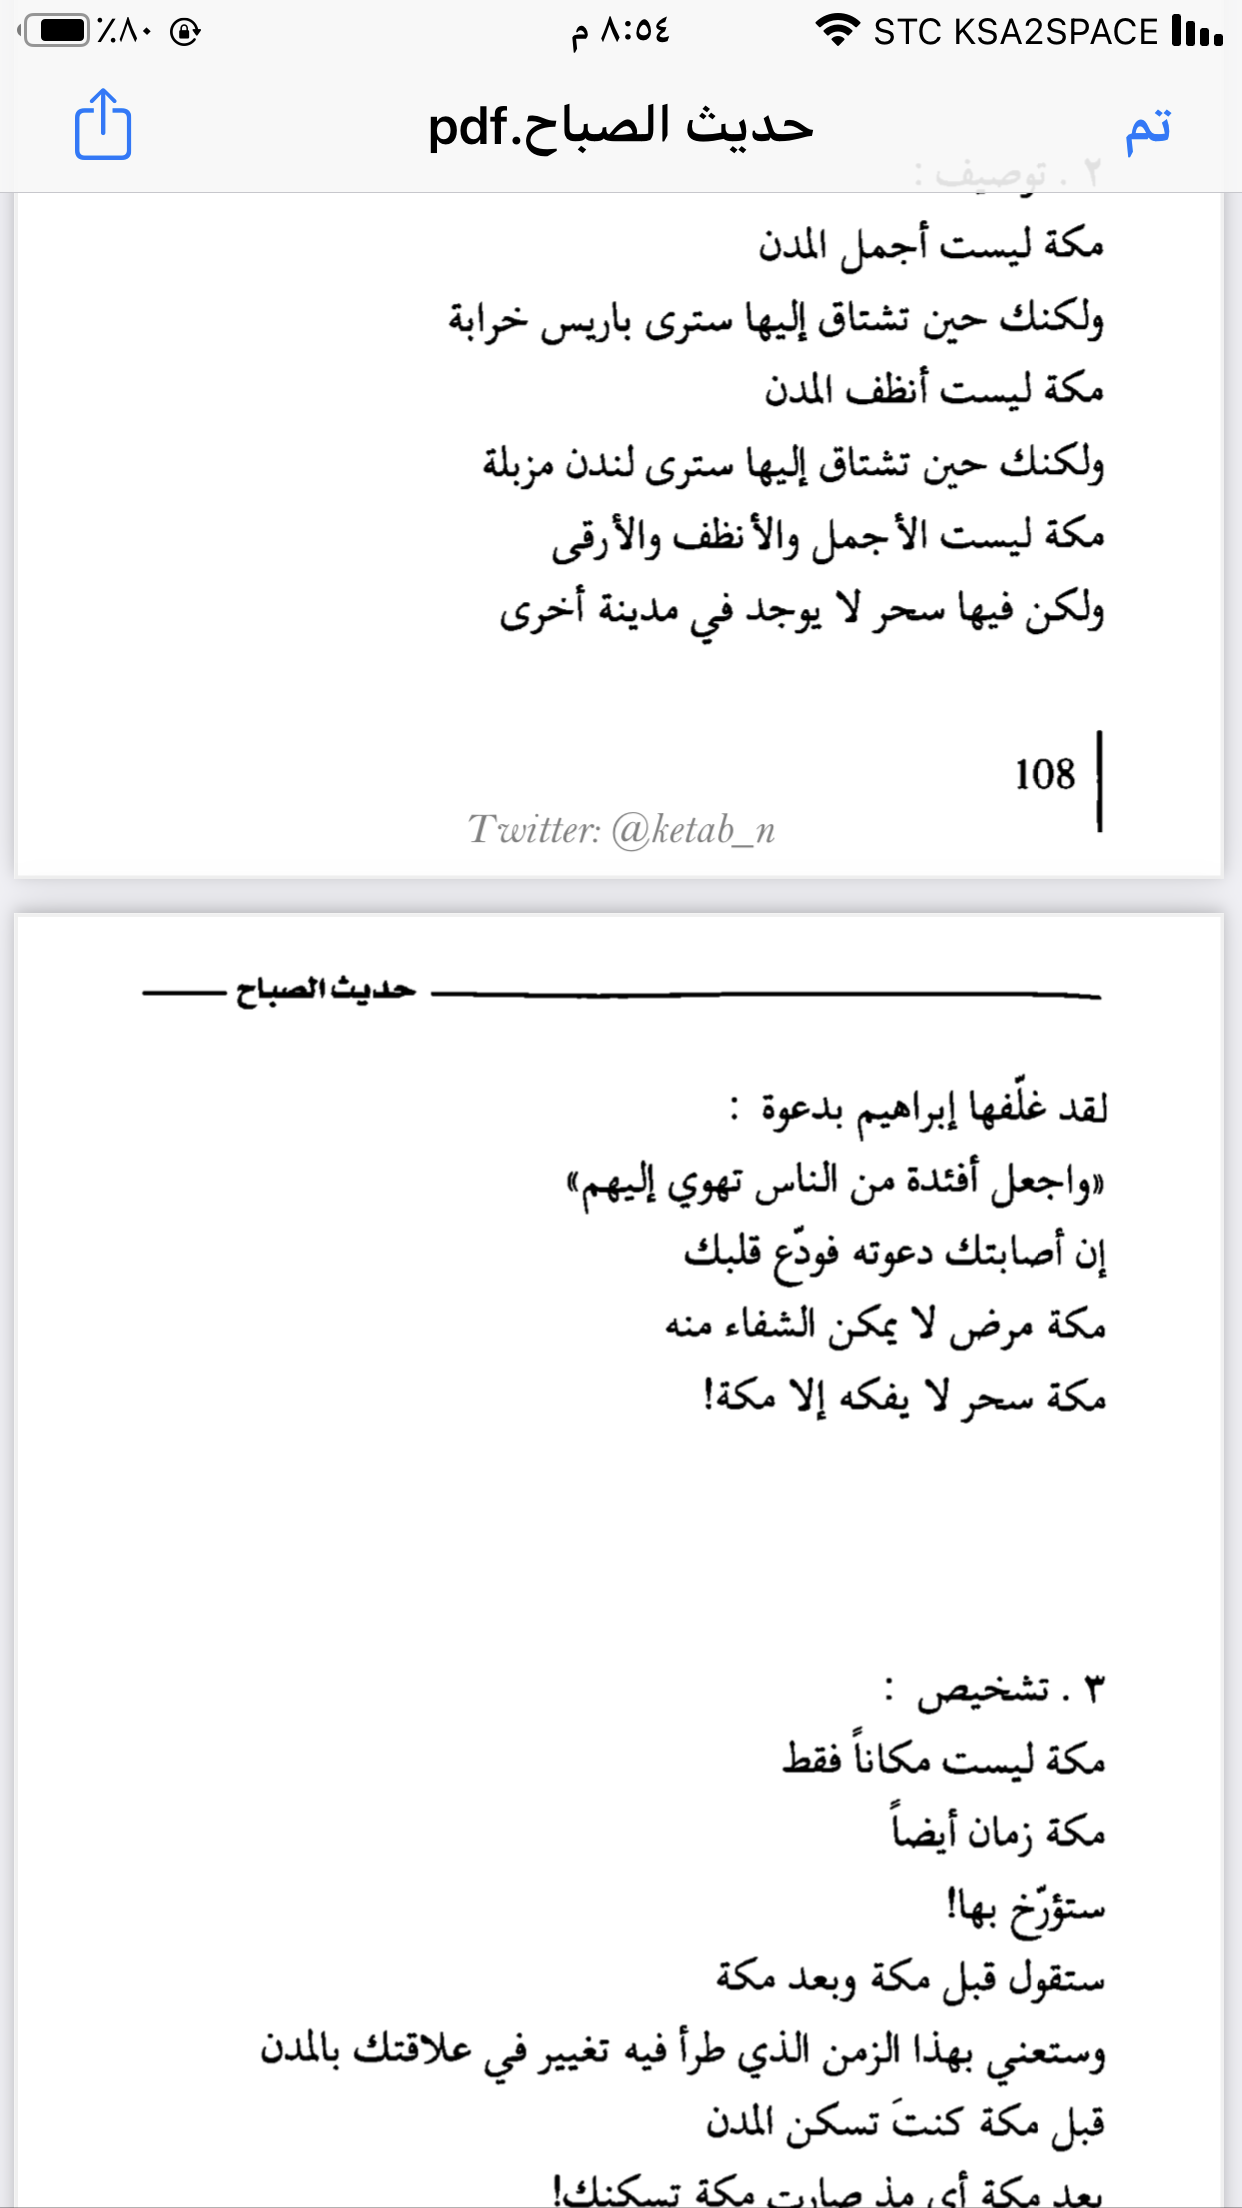 STC KSA2SPACE ٨:٥٤ م ٪٨٠
تم حديث الصباح.pdf
٢ . توصيف :
مكة ليست أجمل المدن
ولكنك حين تشتاق إليها سترى باريس خرابة
مكة ليست أنظف المدن
ولكنك حين تشتاق إليها سترى لندن مزبلة
مكة ليست الأجمل والأنظف والأرقى
ولكن فيها سحر لا يوجد في مدينة أخرى
108
Twitter: @ketab_n
حديث الصباح
لقد غلّفها إبراهيم بدعوة :
«واجعل أفئدة من الناس تهوي إليهم»
إن أصابتك دعوته فودّع قلبك
مكة مرض لا يمكن الشفاء منه
مكة سحر لا يفكه إلا مكة!
٣ . تشخيص :
مكة ليست مكاناً فقط
مكة زمان أيضاً
ستؤرّخ بها!
ستقول قبل مكة وبعد مكة
وستعني بهذا الزمن الذي طرأ فيه تغيير في علاقتك بالمدن
قبل مكة كنتَ تسكن المدن
بعد مكة أي مذ صارت مكة تسكنك!